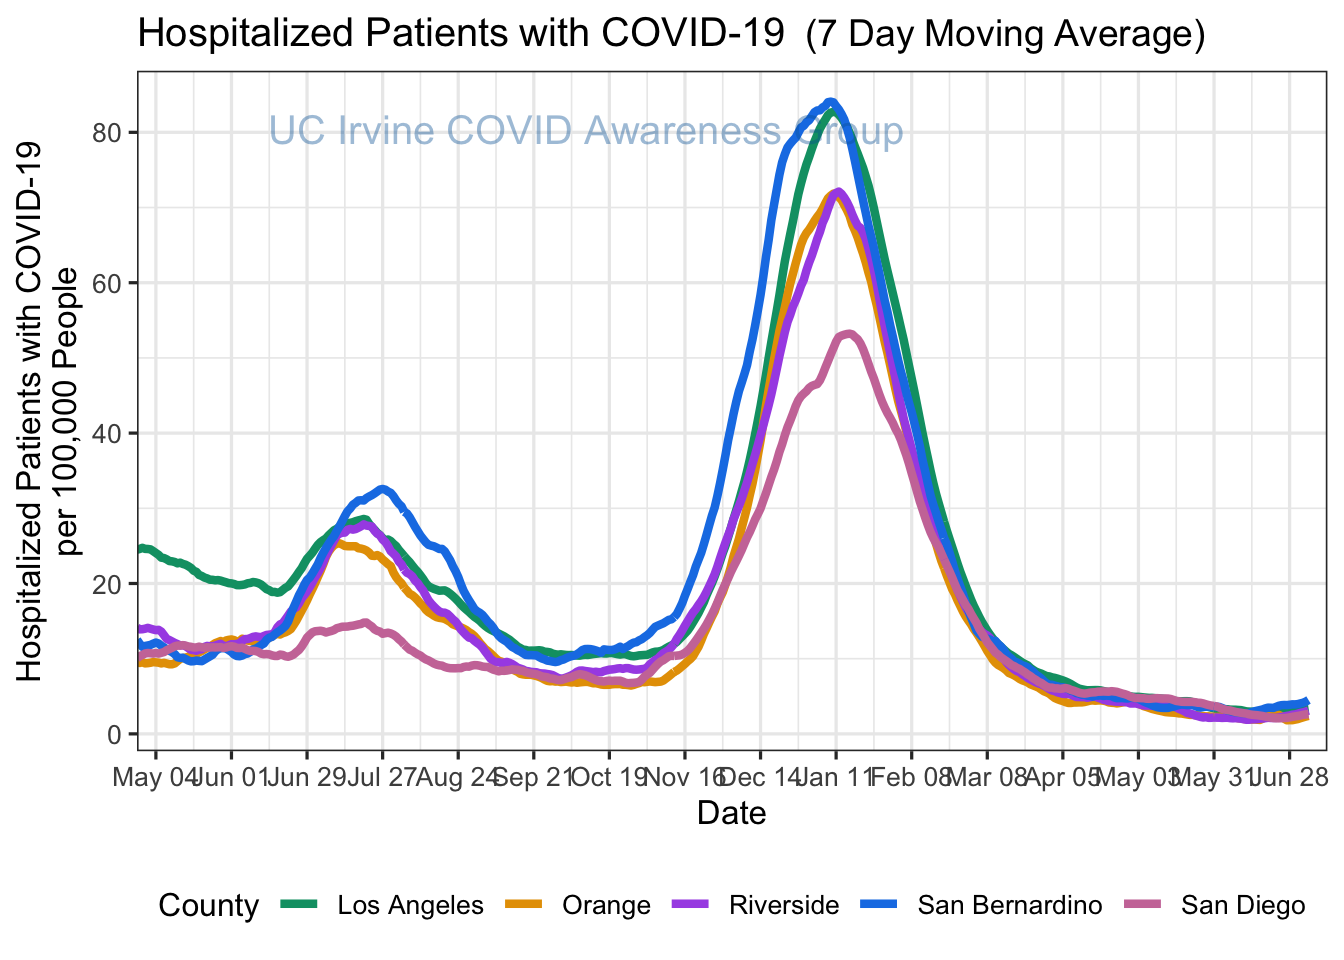 Hospitalized Patients with COVID-19 (7 Day Moving Average)
UC Irvine COVID Awareness Group
Hospitalized Patients with COVID-19
per 100,000 People
80
60
40
20
0
May 04 Jun 01 Jun 29 Jul 27 Aug 24 Sep 21 Oct 19 Nov 16 Dec 14 Jan 11 Feb 08 Mar 08 Apr 05 May 03 May 31 Jun 28
Date
County Los Angeles Orange Riverside San Bernardino San Diego